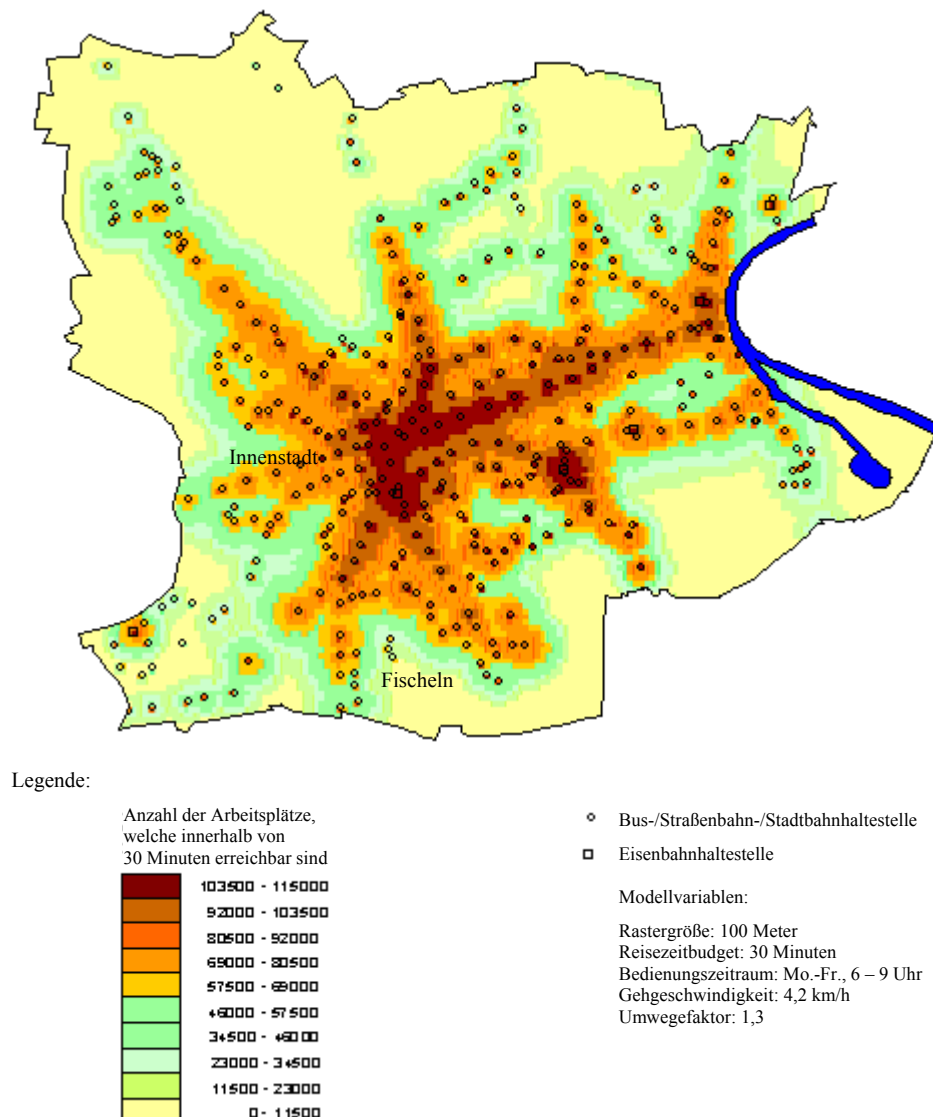 Innenstadt
Fischeln
Legende:
Anzahl der Arbeitsplätze,
welche innerhalb von
30 Minuten erreichbar sind
103500 - 115000
92000 - 103500
80500 - 92000
69000 - 80500
57500 - 69000
46000 - 57500
34500 - 46000
23000 - 34500
11500 - 23000
0 - 11500
Bus-/Straßenbahn-/Stadtbahnhaltestelle
Eisenbahnhaltestelle
Modellvariablen:
Rastergröße: 100 Meter
Reisezeitbudget: 30 Minuten
Bedienungszeitraum: Mo.-Fr., 6 – 9 Uhr
Gehgeschwindigkeit: 4,2 km/h
Umwegefaktor: 1,3